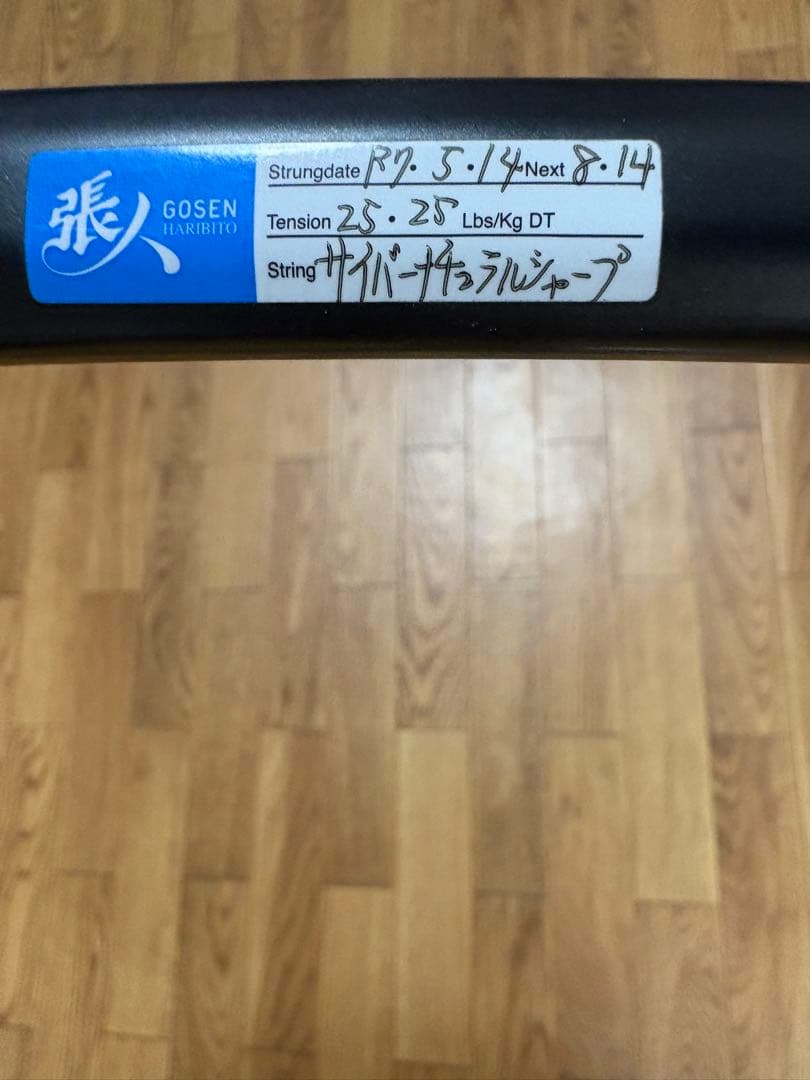 張人
GOSEN
HARIBITO
Strungdate R7.5.14 Next 8.14
Tension 25.25 Lbs/Kg DT
String サイバーナチュラルシャープ